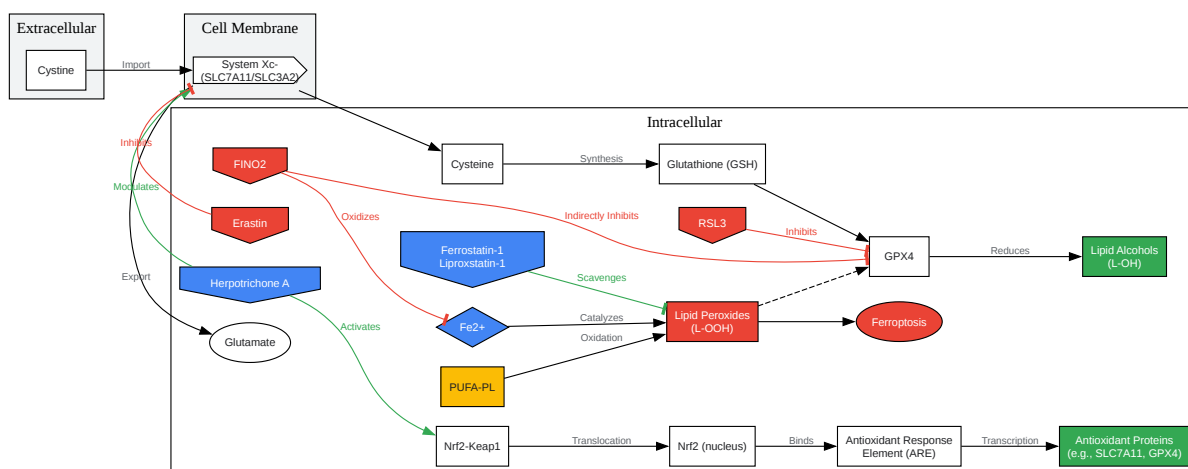 Extracellular
Cell Membrane
Cystine
Import
System Xc-
(SLC7A11/SLC3A2)
Intracellular
Inhibits
FINO2
Cysteine
Synthesis
Glutathione (GSH)
Modulates
Erastin
Oxidizes
Indirectly Inhibits
RSL3
Inhibits
Ferrostatin-1
Liproxstatin-1
GPX4
Reduces
Lipid Alcohols
(L-OH)
Export
Herpotrichone A
Scavenges
Glutamate
Activates
Fe2+
Catalyzes
Oxidation
Lipid Peroxides
(L-OOH)
Ferroptosis
PUFA-PL
Nrf2-Keap1
Translocation
Nrf2 (nucleus)
Binds
Antioxidant Response
Element (ARE)
Transcription
Antioxidant Proteins
(e.g., SLC7A11, GPX4)